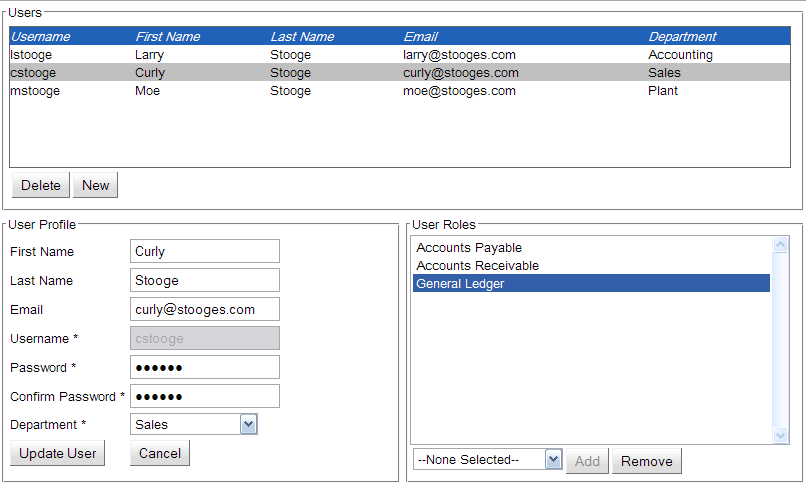 Users
Username First Name Last Name Email Department
lstooge Larry Stooge larry@stooges.com Accounting
cstooge Curly Stooge curly@stooges.com Sales
mstooge Moe Stooge moe@stooges.com Plant
Delete New
User Profile
First Name Curly
Last Name Stooge
Email curly@stooges.com
Username * cstooge
Password * ●●●●●●
Confirm Password * ●●●●●●
Department * Sales
Update User Cancel
User Roles
Accounts Payable
Accounts Receivable
General Ledger
--None Selected-- Add Remove